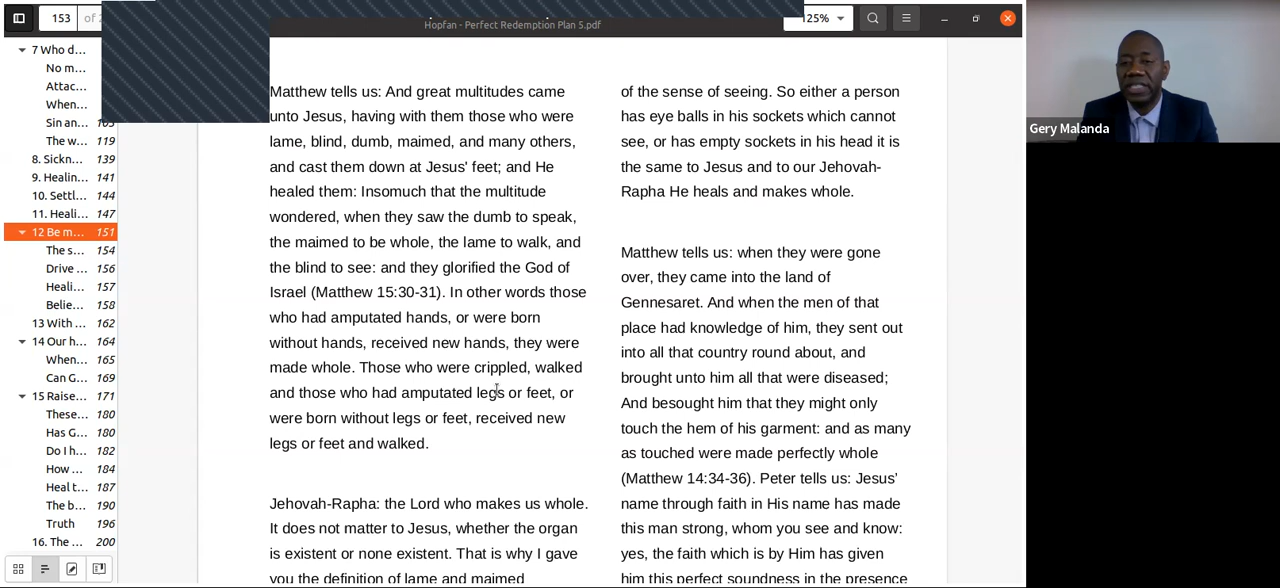 153 of
Hopfan - Perfect Redemption Plan 5.pdf
125%
7 Who d...
No m...
Attac...
When...
Sin an...
The w... 119
8. Sickn... 139
9. Healin... 141
10. Settl... 144
11. Heali... 147
12 Be m... 151
The s... 154
Drive ... 156
Heali... 157
Belie... 158
13 With ... 162
14 Our h... 164
When... 165
Can G... 169
15 Raise... 171
These... 180
Has G... 180
Do I h... 182
How ... 184
Heal t... 187
The b... 190
Truth 196
16. The ... 200
Matthew tells us: And great multitudes came
unto Jesus, having with them those who were
lame, blind, dumb, maimed, and many others,
and cast them down at Jesus' feet; and He
healed them: Insomuch that the multitude
wondered, when they saw the dumb to speak,
the maimed to be whole, the lame to walk, and
the blind to see: and they glorified the God of
Israel (Matthew 15:30-31). In other words those
who had amputated hands, or were born
without hands, received new hands, they were
made whole. Those who were crippled, walked
and those who had amputated legs or feet, or
were born without legs or feet, received new
legs or feet and walked.
Jehovah-Rapha: the Lord who makes us whole.
It does not matter to Jesus, whether the organ
is existent or none existent. That is why I gave
you the definition of lame and maimed
of the sense of seeing. So either a person
has eye balls in his sockets which cannot
see, or has empty sockets in his head it is
the same to Jesus and to our Jehovah-
Rapha He heals and makes whole.
Matthew tells us: when they were gone
over, they came into the land of
Gennesaret. And when the men of that
place had knowledge of him, they sent out
into all that country round about, and
brought unto him all that were diseased;
And besought him that they might only
touch the hem of his garment: and as many
as touched were made perfectly whole
(Matthew 14:34-36). Peter tells us: Jesus'
name through faith in His name has made
this man strong, whom you see and know:
yes, the faith which is by Him has given
him this perfect soundness in the presence
Gery Malanda